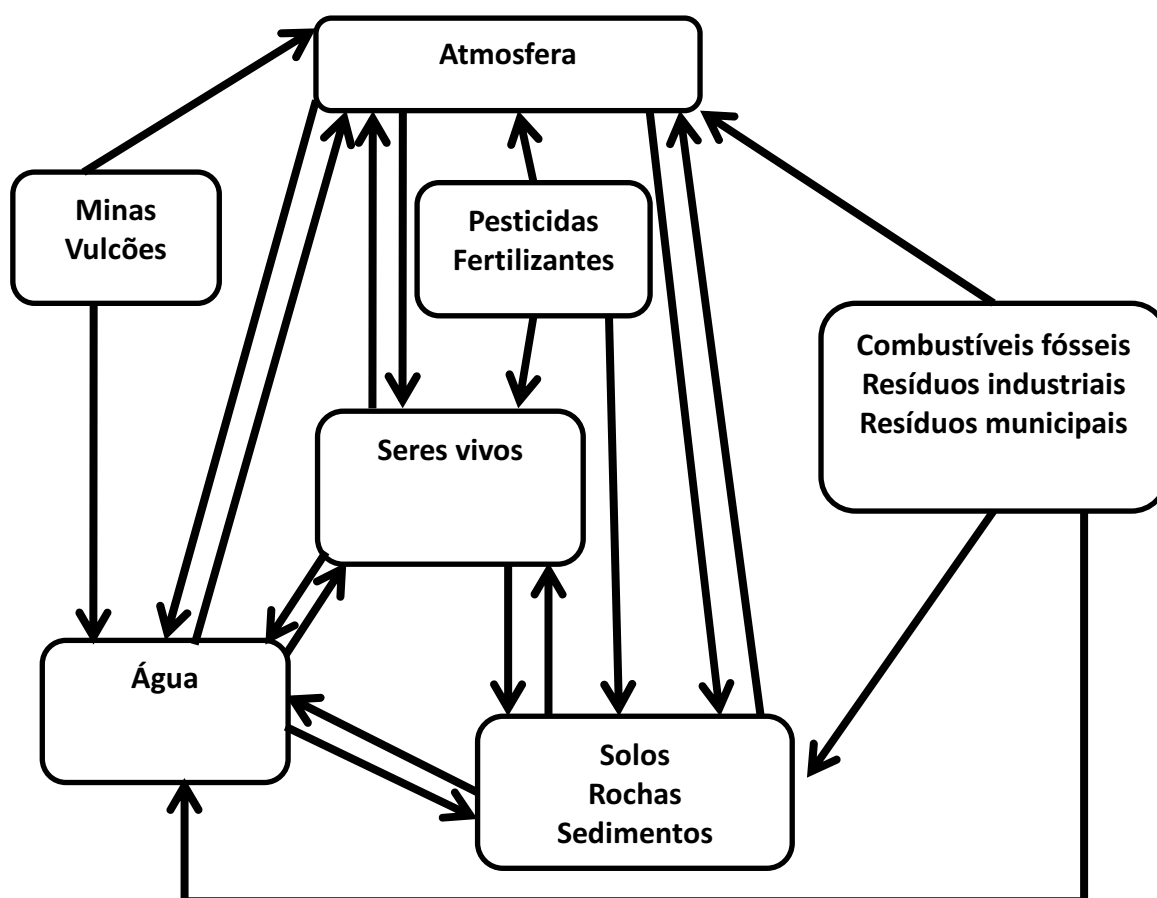 Atmosfera
Minas
Vulcões
Pesticidas
Fertilizantes
Combustíveis fósseis
Resíduos industriais
Resíduos municipais
Seres vivos
Água
Solos
Rochas
Sedimentos